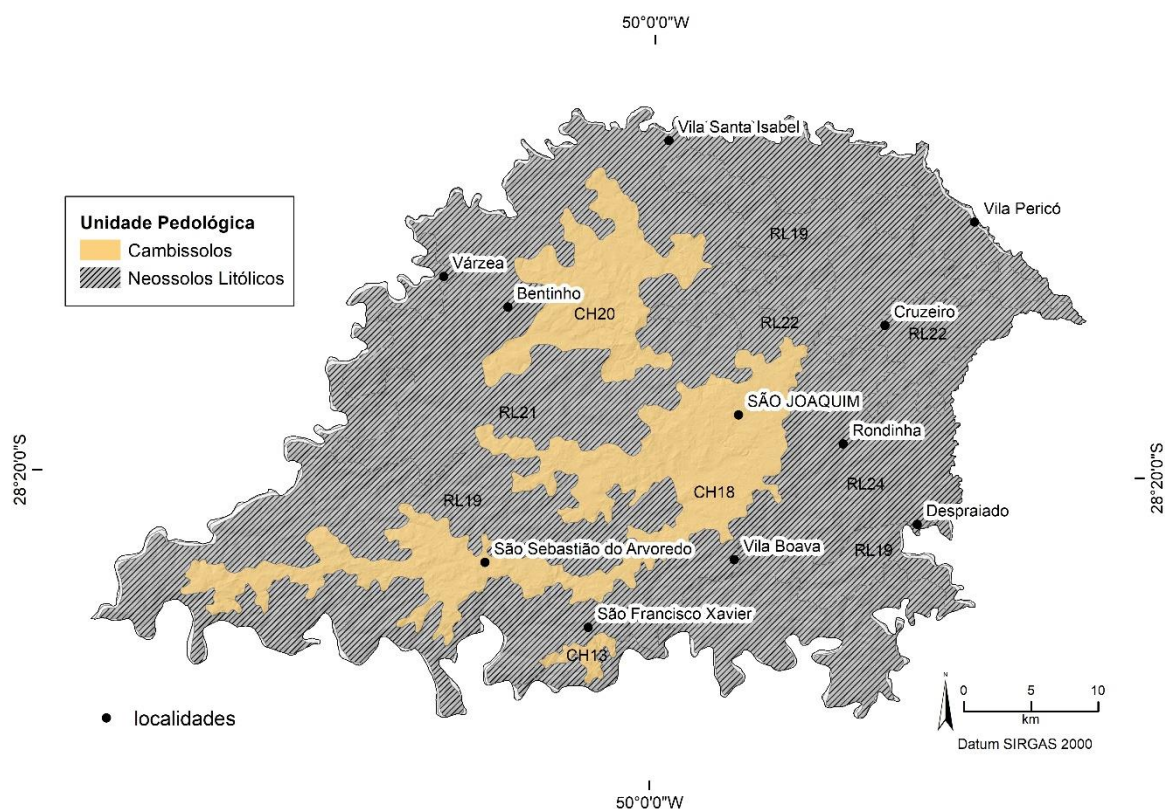 50°0'0"W
Vila Santa Isabel
Unidade Pedológica
Cambissolos
Neossolos Litólicos
Vila Pericó
RL19
Várzea
Bentinho
CH20
RL22
Cruzeiro
RL22
RL21
SÃO JOAQUIM
Rondinha
28°20'0"S
28°20'0"S
CH18
RL24
RL19
Despraiado
São Sebastião do Arvoredo
Vila Boava
RL19
São Francisco Xavier
CH13
localidades
N
0 5 10
km
Datum SIRGAS 2000
50°0'0"W